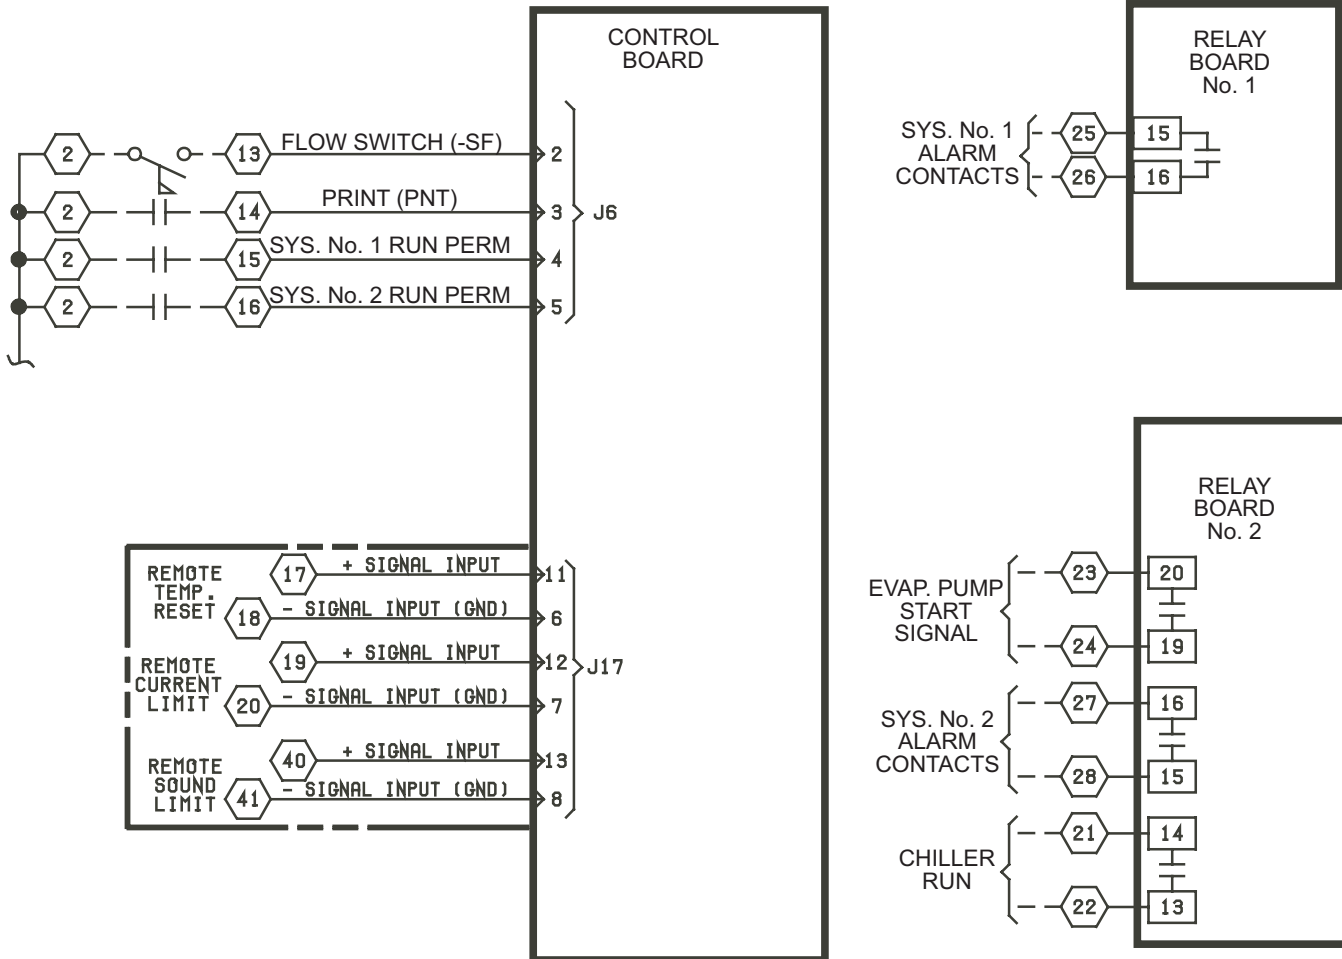 CONTROL
BOARD
2 13 FLOW SWITCH (-SF) 2
2 14 PRINT (PNT) 3
J6
2 15 SYS. No. 1 RUN PERM 4
2 16 SYS. No. 2 RUN PERM 5
REMOTE
TEMP.
RESET
17 + SIGNAL INPUT 11
18 - SIGNAL INPUT (GND) 6
REMOTE
CURRENT
LIMIT
19 + SIGNAL INPUT 12
J17
20 - SIGNAL INPUT (GND) 7
REMOTE
SOUND
LIMIT
40 + SIGNAL INPUT 13
41 - SIGNAL INPUT (GND) 8
RELAY
BOARD
No. 1
SYS. No. 1
ALARM
CONTACTS
25 15
26 16
RELAY
BOARD
No. 2
EVAP. PUMP
START
SIGNAL
23 20
24 19
SYS. No. 2
ALARM
CONTACTS
27 16
28 15
CHILLER
RUN
21 14
22 13